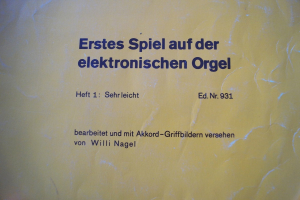 Erstes Spiel auf der
elektronischen Orgel
Heft 1: Sehr leicht Ed. Nr. 931
bearbeitet und mit Akkord-Griffbildern versehen
von Willi Nagel